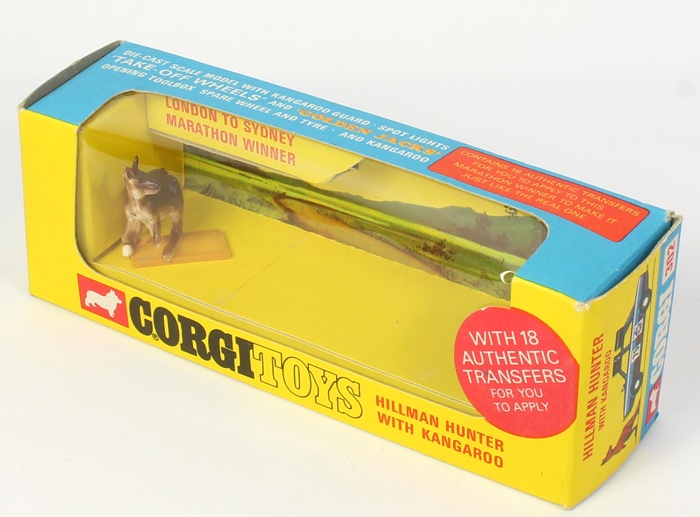 DIE-CAST SCALE MODEL WITH KANGAROO GUARD · SPOT LIGHTS
'TAKE-OFF WHEELS' AND 'GOLDEN JACKS'
OPENING TOOLBOX SPARE WHEEL AND TYRE · AND KANGAROO
CONTAINS 18 AUTHENTIC TRANSFERS
FOR YOU TO APPLY TO THIS
MARATHON WINNER TO MAKE IT
JUST LIKE THE REAL ONE
LONDON TO SYDNEY
MARATHON WINNER
CORGI TOYS
HILLMAN HUNTER
WITH KANGAROO
WITH 18
AUTHENTIC
TRANSFERS
FOR YOU
TO APPLY
HILLMAN HUNTER
WITH KANGAROO
CORGI
302